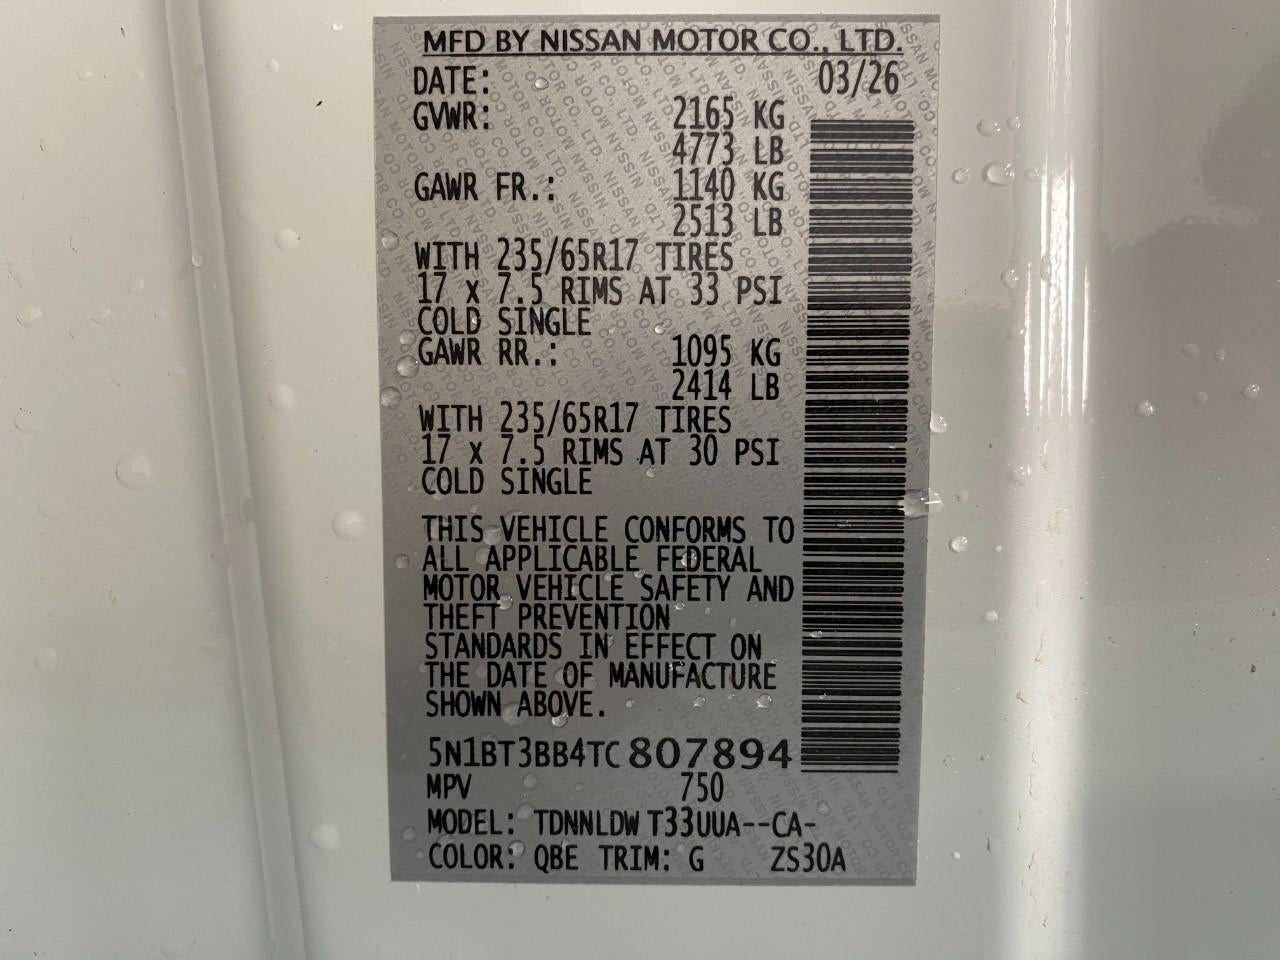 MFD BY NISSAN MOTOR CO., LTD.
DATE: 03/26
GVWR: 2165 KG
4773 LB
GAWR FR.: 1140 KG
2513 LB
WITH 235/65R17 TIRES
17 x 7.5 RIMS AT 33 PSI
COLD SINGLE
GAWR RR.: 1095 KG
2414 LB
WITH 235/65R17 TIRES
17 x 7.5 RIMS AT 30 PSI
COLD SINGLE
THIS VEHICLE CONFORMS TO
ALL APPLICABLE FEDERAL
MOTOR VEHICLE SAFETY AND
THEFT PREVENTION
STANDARDS IN EFFECT ON
THE DATE OF MANUFACTURE
SHOWN ABOVE.
5N1BT3BB4TC807894
MPV 750
MODEL: TDNNLDW T33UUA--CA-
COLOR: QBE TRIM: G ZS30A